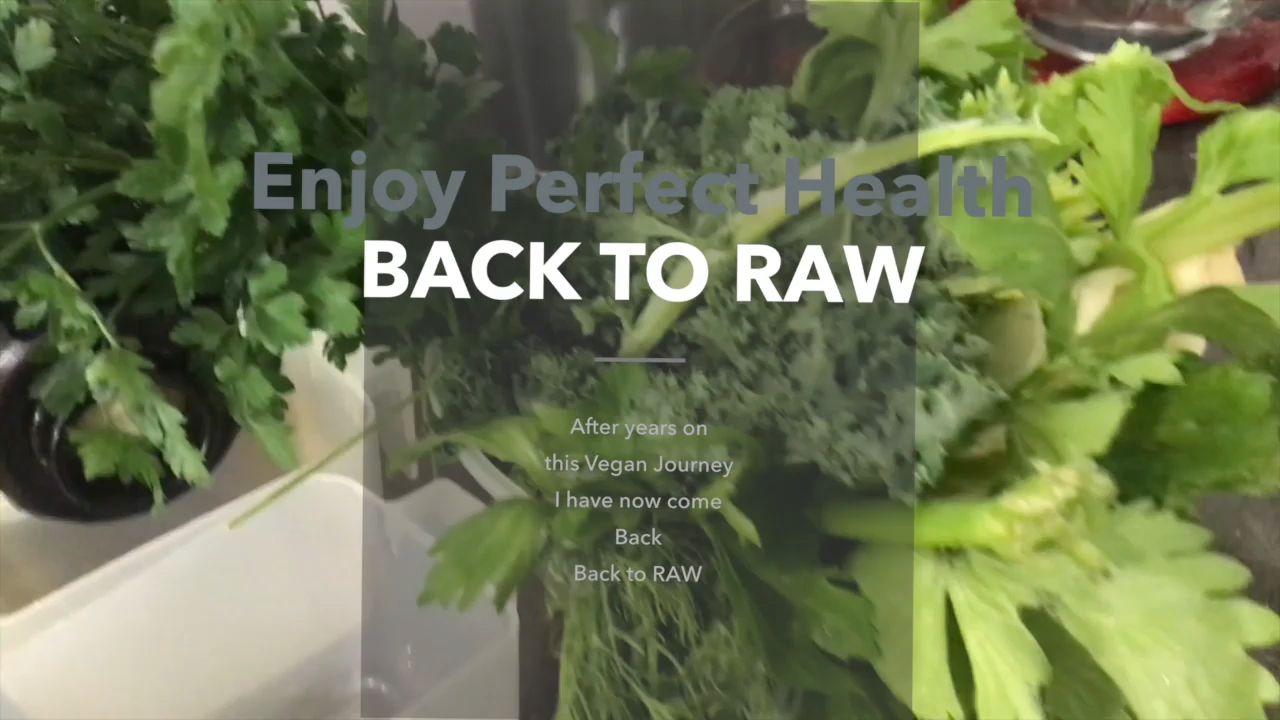 Enjoy Perfect Health
BACK TO RAW
After years on
this Vegan Journey
I have now come
Back
Back to RAW